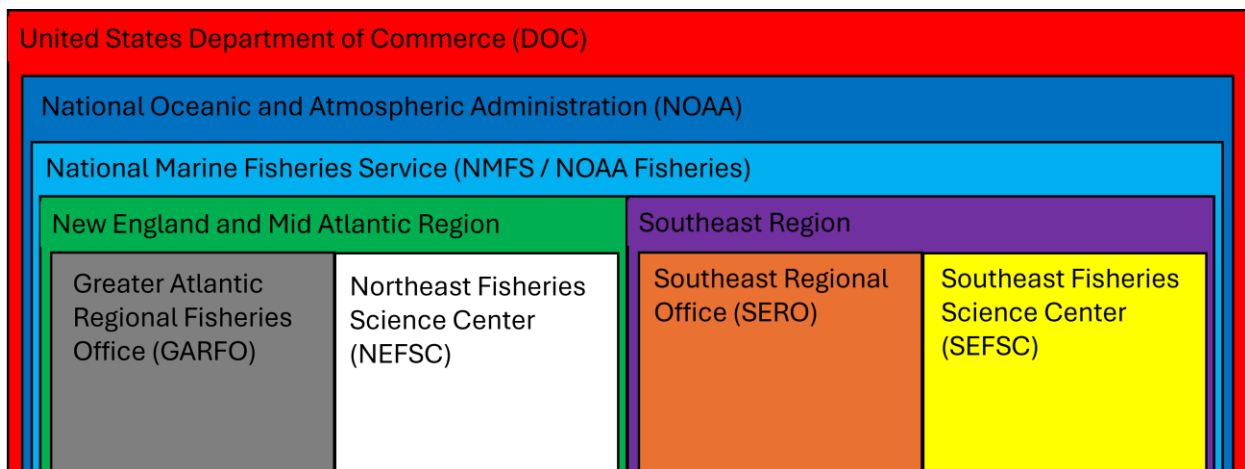 United States Department of Commerce (DOC)
National Oceanic and Atmospheric Administration (NOAA)
National Marine Fisheries Service (NMFS / NOAA Fisheries)
New England and Mid Atlantic Region
Southeast Region
Greater Atlantic
Regional Fisheries
Office (GARFO)
Northeast Fisheries
Science Center
(NEFSC)
Southeast Regional
Office (SERO)
Southeast Fisheries
Science Center
(SEFSC)